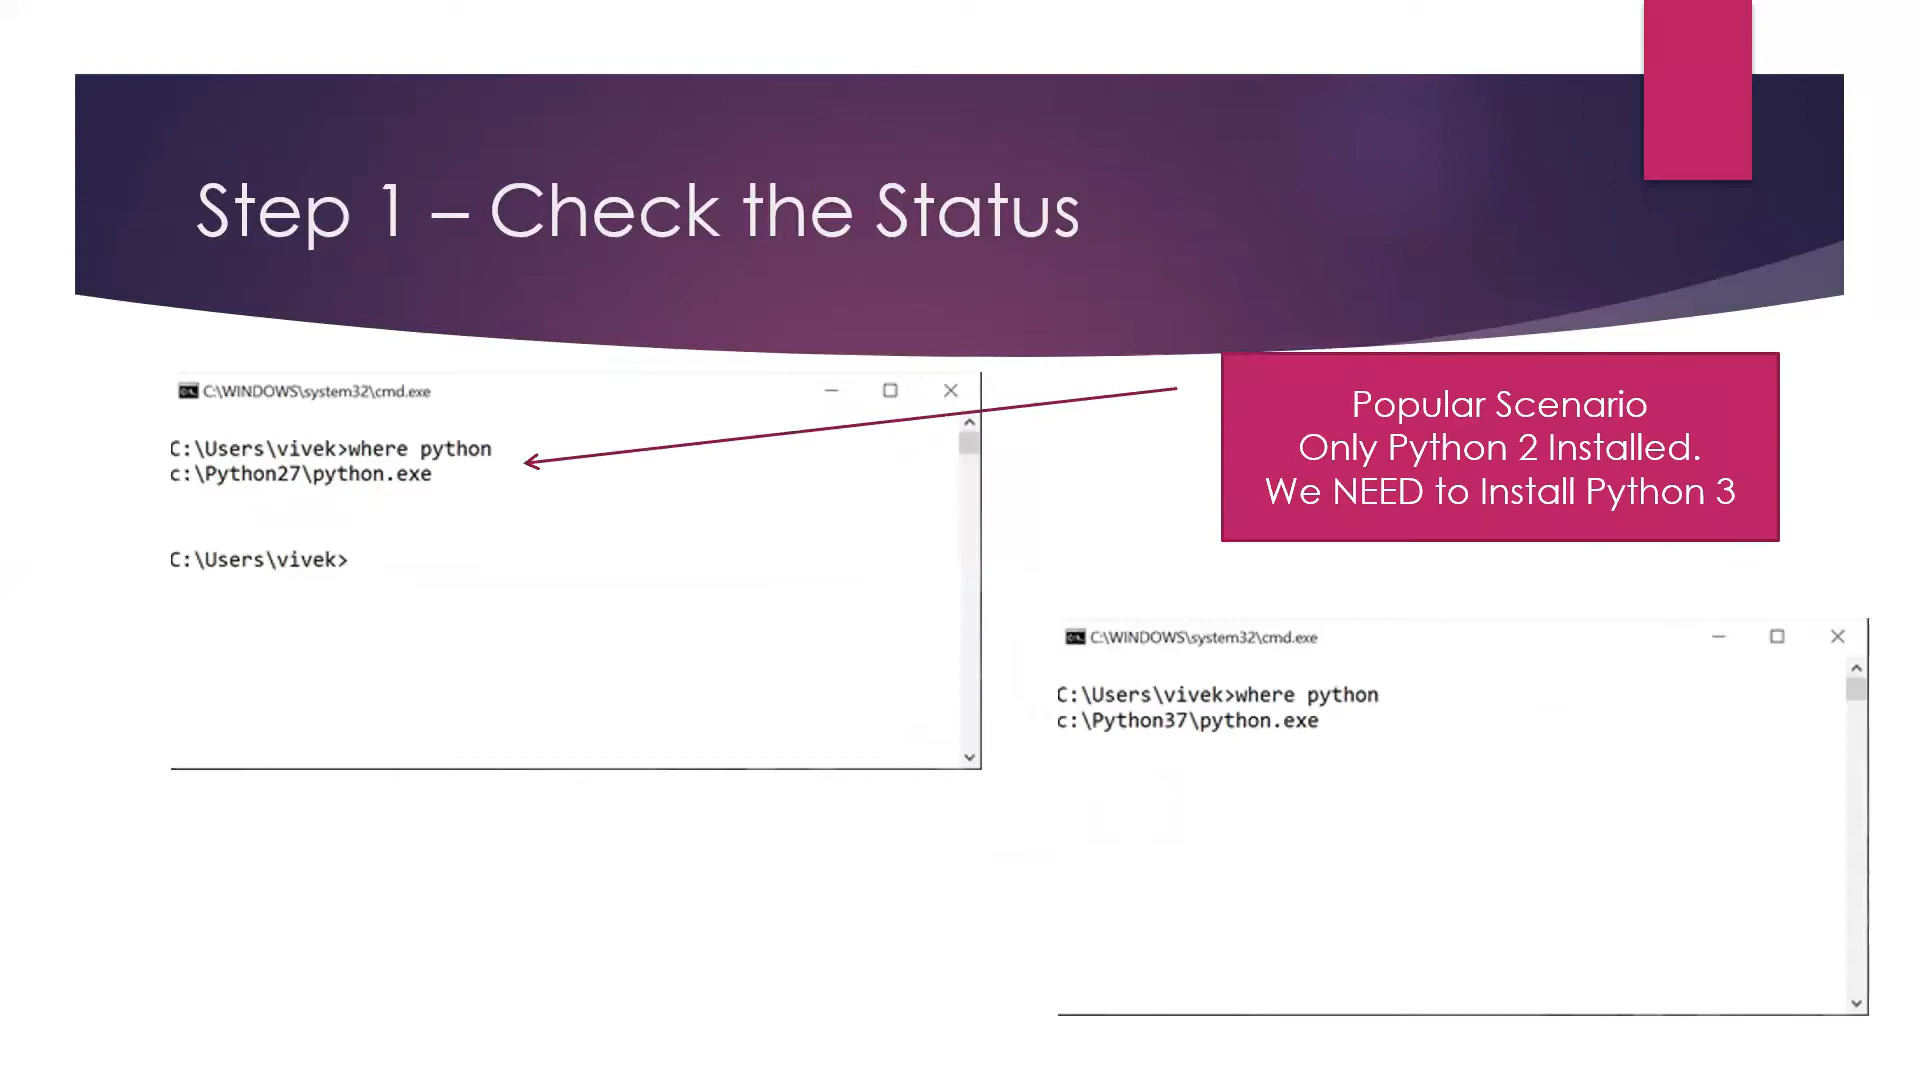 Step 1 – Check the Status
C:\WINDOWS\system32\cmd.exe
C:\Users\vivek>where python
c:\Python27\python.exe
C:\Users\vivek>
Popular Scenario
Only Python 2 Installed.
We NEED to Install Python 3
C:\WINDOWS\system32\cmd.exe
C:\Users\vivek>where python
c:\Python37\python.exe